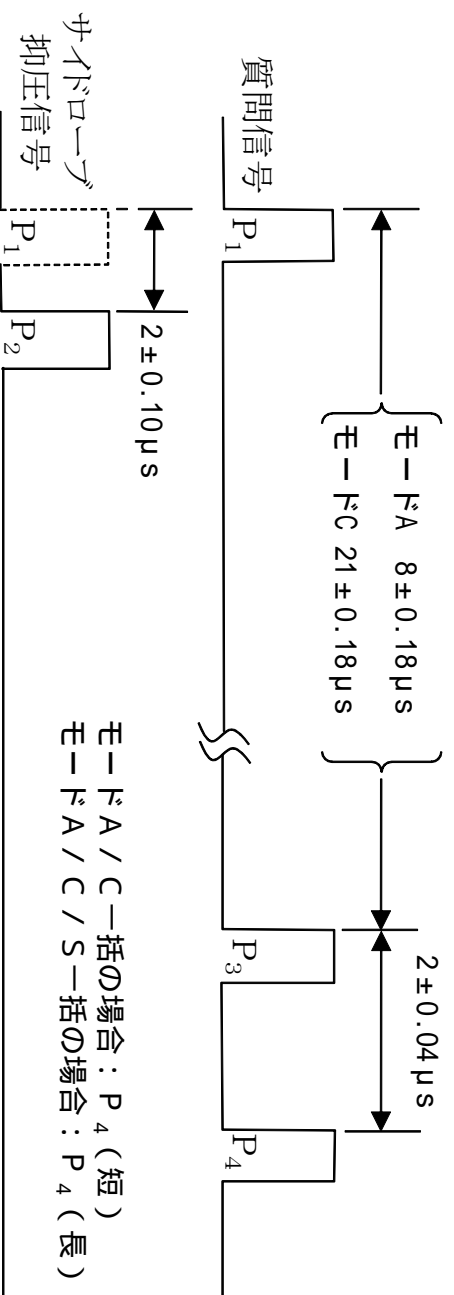 モードA 8±0.18μs
モードC 21±0.18μs
2±0.04μs
質問信号
P₁
P₃
P₄
2±0.10μs
サイドローブ
抑圧信号
P₁
P₂
モードA/C一括の場合:P₄(短)
モードA/C/S一括の場合:P₄(長)